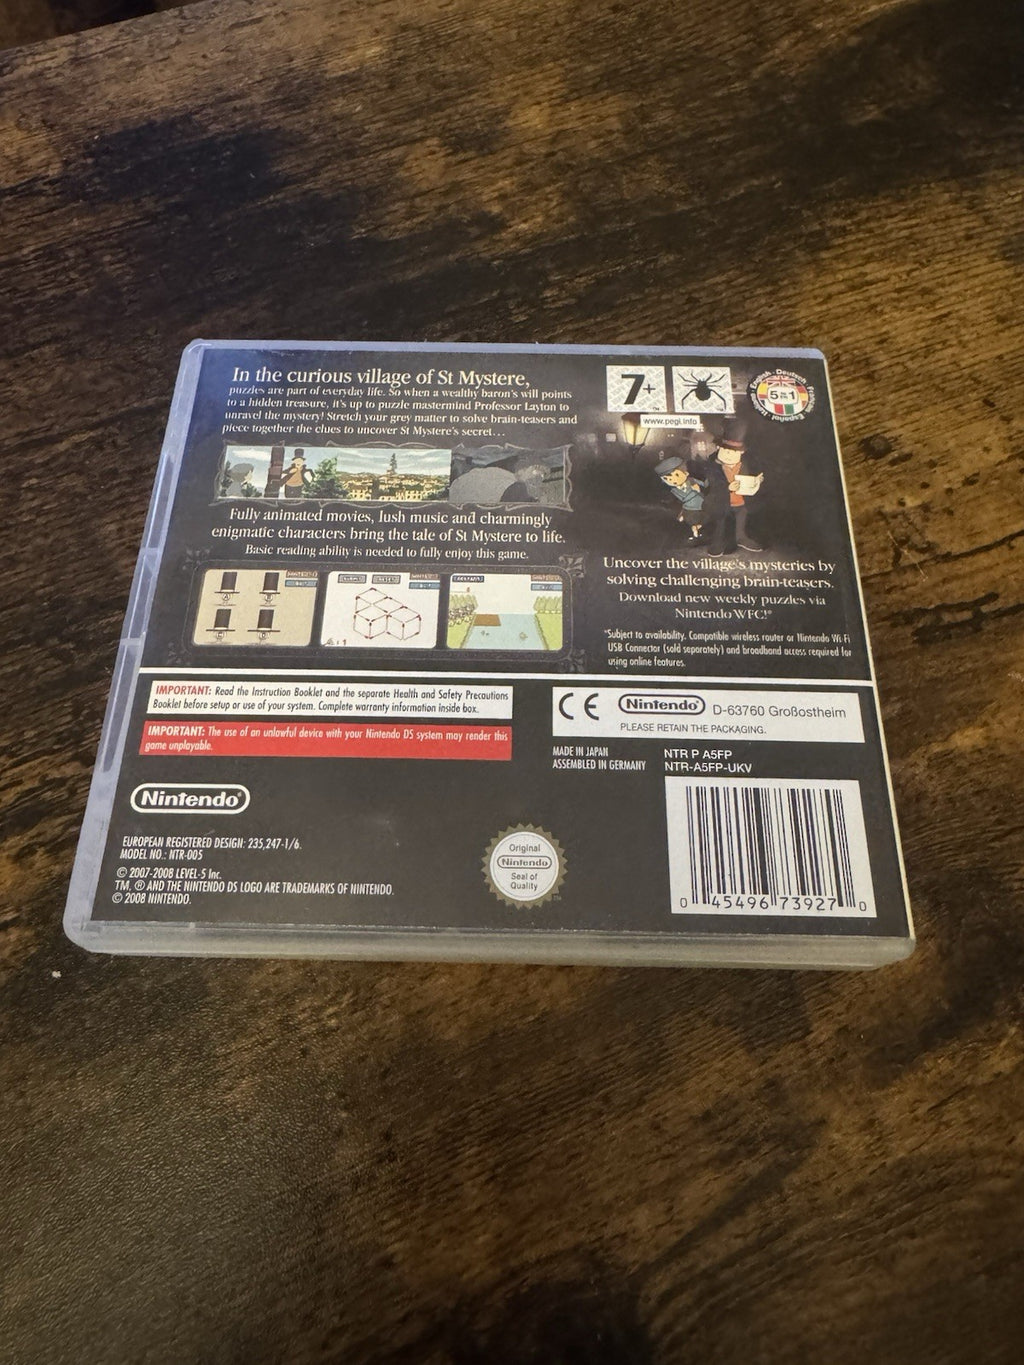 In the curious village of St Mystere,
puzzles are part of everyday life. So when a wealthy baron's will points
to a hidden treasure, it's up to puzzle mastermind Professor Layton to
unravel the mystery! Stretch your grey matter to solve brain-teasers and
piece together the clues to uncover St Mystere's secret...
Fully animated movies, lush music and charmingly
enigmatic characters bring the tale of St Mystere to life.
Basic reading ability is needed to fully enjoy this game.
7+
www.pegi.info
English · Deutsch · Français · Español · Italiano
5 IN 1
Uncover the village's mysteries by
solving challenging brain-teasers.
Download new weekly puzzles via
Nintendo WFC!*
*Subject to availability. Compatible wireless router or Nintendo Wi Fi
USB Connector (sold separately) and broadband access required for
using online features.
IMPORTANT: Read the Instruction Booklet and the separate Health and Safety Precautions
Booklet before setup or use of your system. Complete warranty information inside box.
IMPORTANT: The use of an unlawful device with your Nintendo DS system may render this
game unplayable.
CE Nintendo D-63760 Großostheim
PLEASE RETAIN THE PACKAGING.
MADE IN JAPAN
ASSEMBLED IN GERMANY
NTR P A5FP
NTR-A5FP-UKV
Nintendo
EUROPEAN REGISTERED DESIGN: 235,247-1/6.
MODEL NO.: NTR-005
© 2007-2008 LEVEL-5 Inc.
TM, ® AND THE NINTENDO DS LOGO ARE TRADEMARKS OF NINTENDO.
© 2008 NINTENDO.
Original
Nintendo
Seal of
Quality
TM
0 45496 73927 0